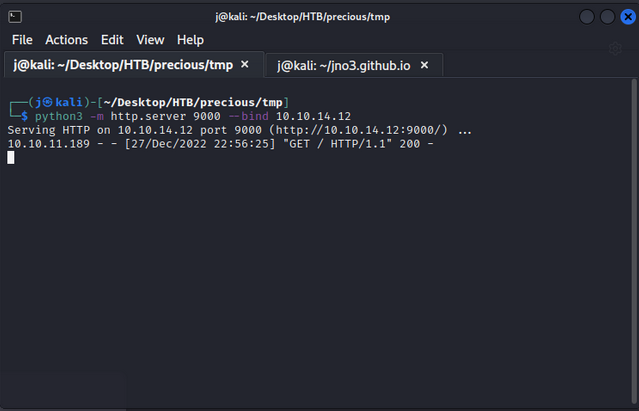 j@kali: ~/Desktop/HTB/precious/tmp
File Actions Edit View Help
j@kali: ~/Desktop/HTB/precious/tmp × j@kali: ~/jno3.github.io ×
┌──(j㉿kali)-[~/Desktop/HTB/precious/tmp]
└─$ python3 -m http.server 9000 --bind 10.10.14.12
Serving HTTP on 10.10.14.12 port 9000 (http://10.10.14.12:9000/) ...
10.10.11.189 - - [27/Dec/2022 22:56:25] "GET / HTTP/1.1" 200 -